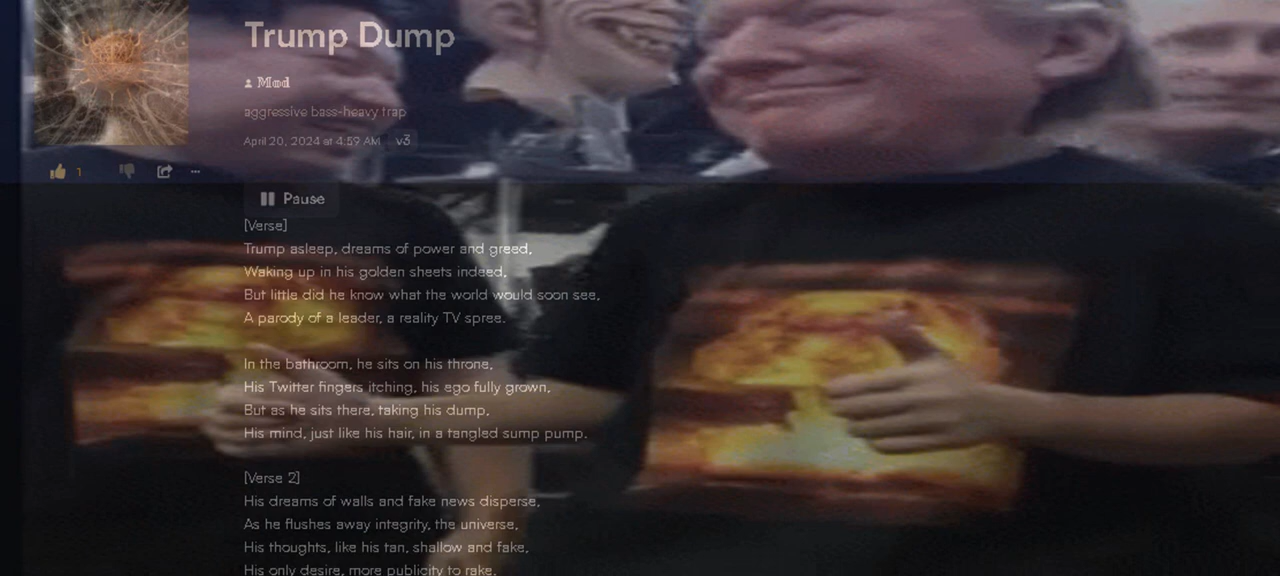 Trump Dump
Mod
aggressive bass-heavy trap
April 20, 2024 at 4:59 AM v3
1
Pause
[Verse]
Trump asleep, dreams of power and greed,
Waking up in his golden sheets indeed,
But little did he know what the world would soon see,
A parody of a leader, a reality TV spree.
In the bathroom, he sits on his throne,
His Twitter fingers itching, his ego fully grown,
But as he sits there, taking his dump,
His mind, just like his hair, in a tangled sump pump.
[Verse 2]
His dreams of walls and fake news disperse,
As he flushes away integrity, the universe,
His thoughts, like his tan, shallow and fake,
His only desire, more publicity to rake.